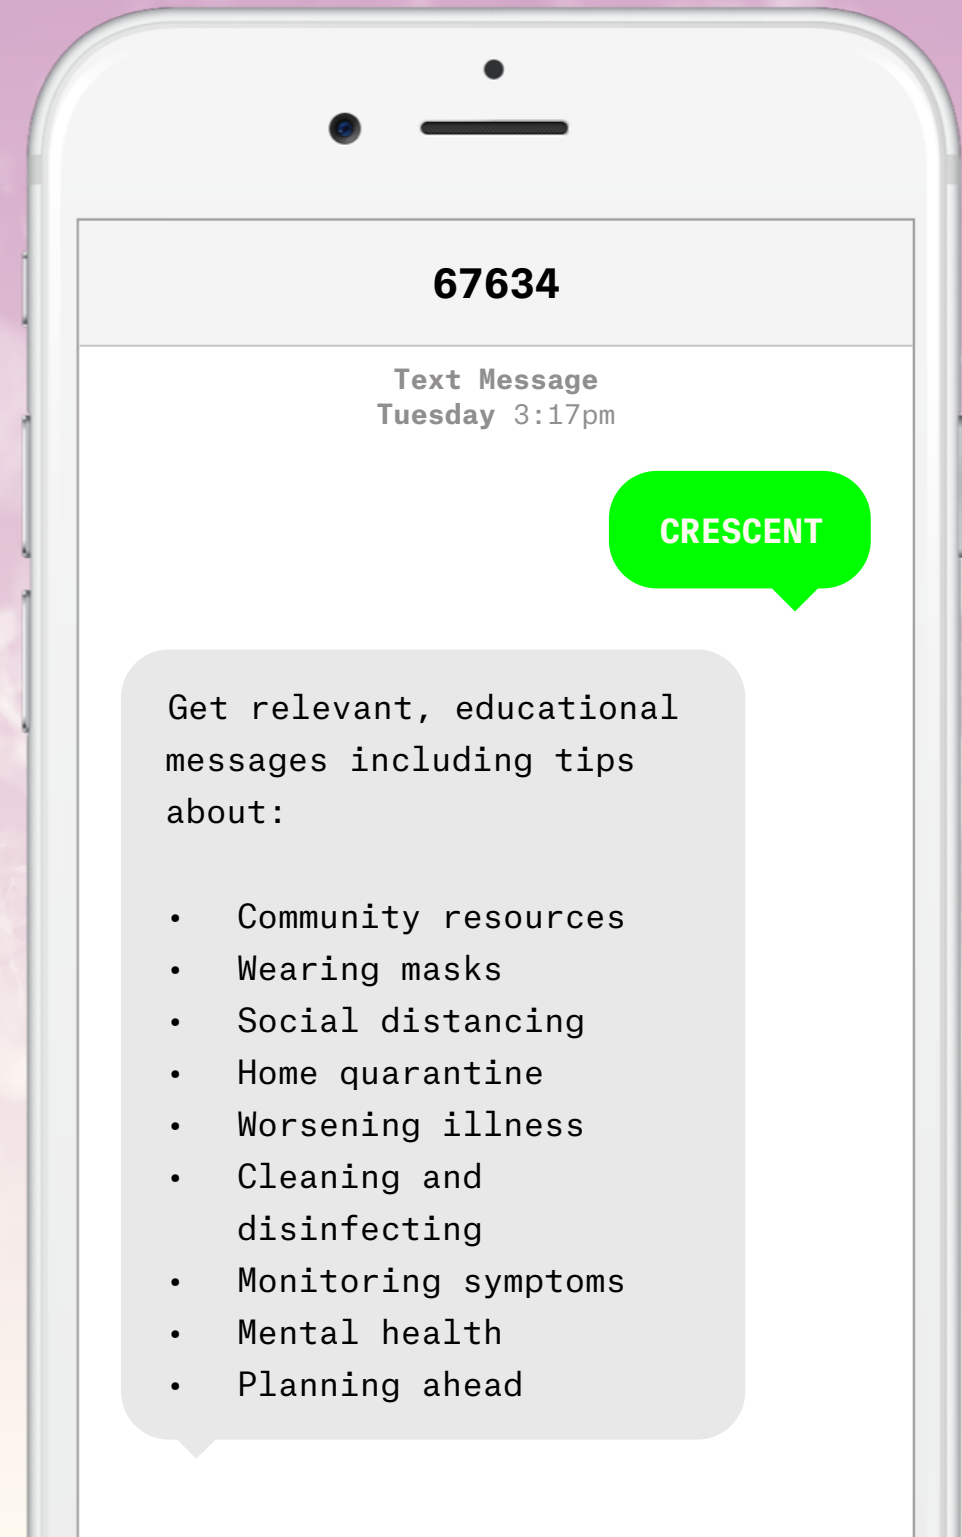 67634
Text Message
Tuesday 3:17pm
CRESCENT
Get relevant, educational
messages including tips
about:
• Community resources
• Wearing masks
• Social distancing
• Home quarantine
• Worsening illness
• Cleaning and
disinfecting
• Monitoring symptoms
• Mental health
• Planning ahead